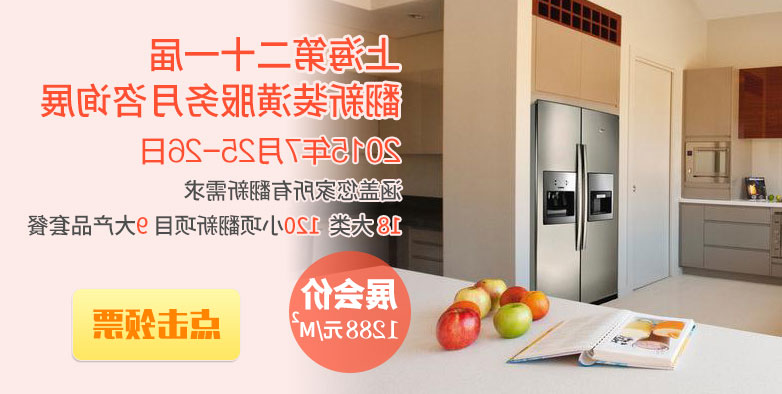 上海第二十一届
翻新装潢服务月咨询展
2015年7月25-26日
涵盖您家所有翻新需求
18大类 120小项翻新项目 9大产品套餐
展会价
1288元/M²
点击领票